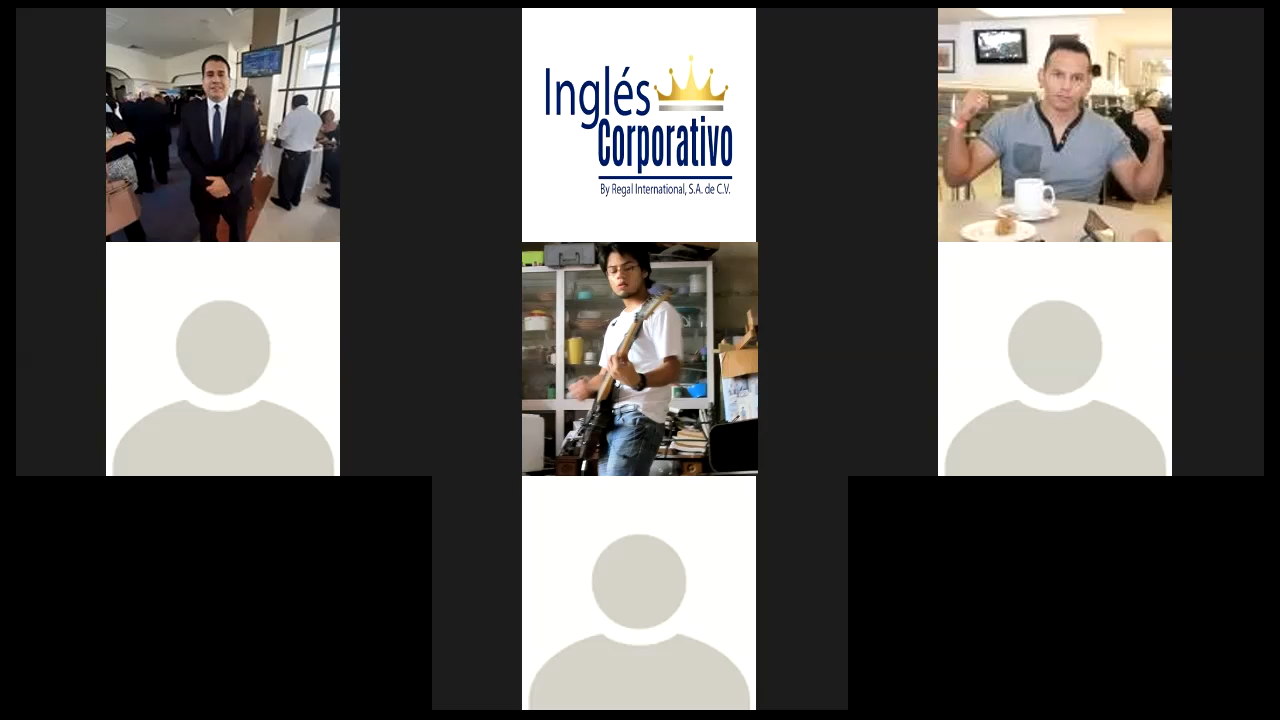 Inglés
Corporativo
By Regal International, S.A. de C.V.